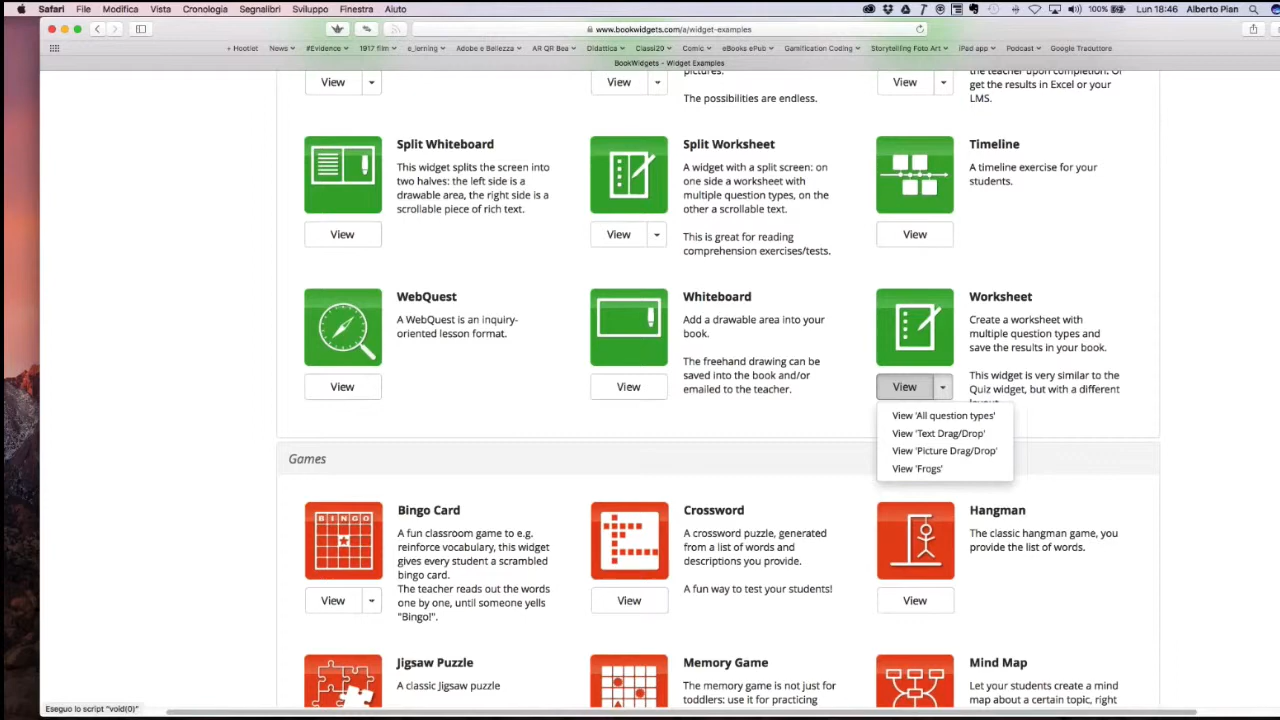 Safari File Modifica Vista Cronologia Segnalibri Sviluppo Finestra Aiuto 100% Lun 18:46 Alberto Pian
www.bookwidgets.com/a/widget-examples
+ Hootlet News #Evidence 1917 film e_lerning Adobe e Bellezza AR QR Bea Didattica Classi20 Comic eBooks ePub Gamification Coding Storytelling Foto Art iPad app Podcast Google Traduttore
BookWidgets – Widget Examples
View
View
pictures.
The possibilities are endless.
View
the teacher upon completion. Or
get the results in Excel or your
LMS.
Split Whiteboard
This widget splits the screen into
two halves: the left side is a
drawable area, the right side is a
scrollable piece of rich text.
View
Split Worksheet
A widget with a split screen: on
one side a worksheet with
multiple question types, on the
other a scrollable text.
This is great for reading
comprehension exercises/tests.
View
Timeline
A timeline exercise for your
students.
View
WebQuest
A WebQuest is an inquiry-
oriented lesson format.
View
Whiteboard
Add a drawable area into your
book.
The freehand drawing can be
saved into the book and/or
emailed to the teacher.
View
Worksheet
Create a worksheet with
multiple question types and
save the results in your book.
This widget is very similar to the
Quiz widget, but with a different
View
View 'All question types'
View 'Text Drag/Drop'
View 'Picture Drag/Drop'
View 'Frogs'
Games
BINGO
Bingo Card
A fun classroom game to e.g.
reinforce vocabulary, this widget
gives every student a scrambled
bingo card.
The teacher reads out the words
one by one, until someone yells
"Bingo!".
View
Crossword
A crossword puzzle, generated
from a list of words and
descriptions you provide.
A fun way to test your students!
View
Hangman
The classic hangman game, you
provide the list of words.
View
Jigsaw Puzzle
A classic Jigsaw puzzle
Memory Game
The memory game is not just for
toddlers: use it for practicing
Mind Map
Let your students create a mind
map about a certain topic, right
Eseguo lo script "void(0)"